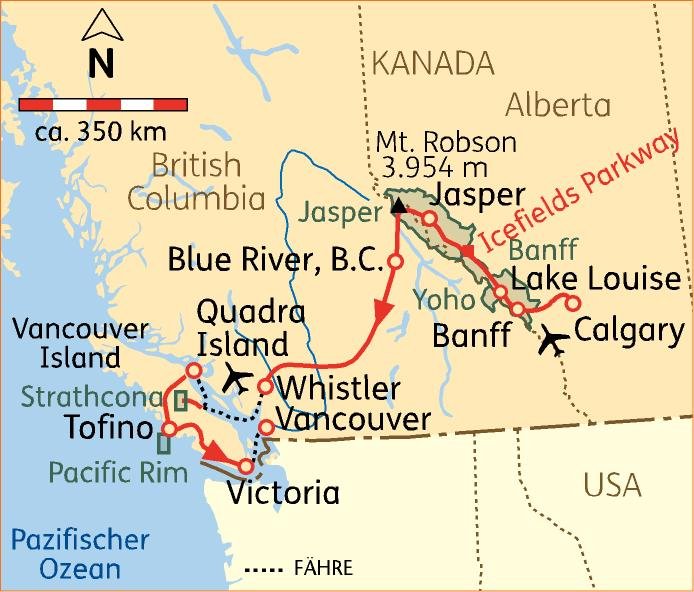 N
KANADA
Alberta
ca. 350 km
British
Columbia
Mt. Robson
3.954 m
Icefields Parkway
Jasper
Jasper
Blue River, B.C.
Banff
Lake Louise
Yoho
Banff
Calgary
Quadra
Island
Vancouver
Island
Whistler
Strathcona
Tofino
Vancouver
Pacific Rim
Victoria
USA
Pazifischer
Ozean
FÄHRE